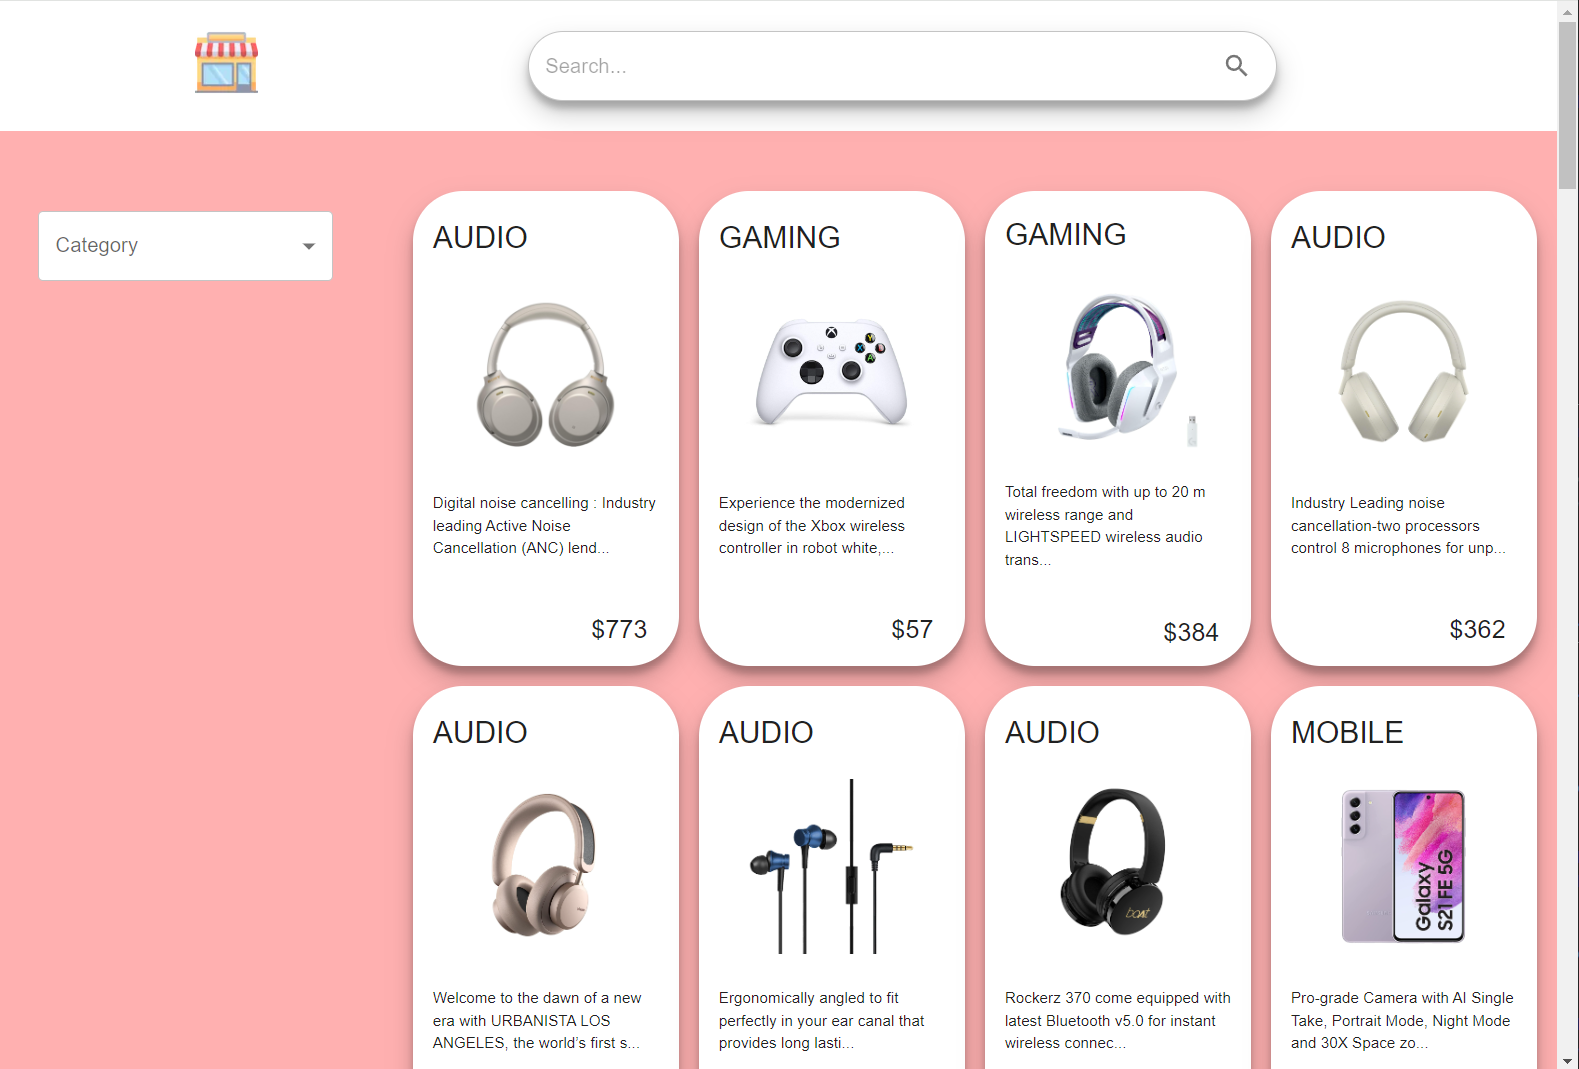 Search...
Category
AUDIO
Digital noise cancelling : Industry
leading Active Noise
Cancellation (ANC) lend...
$773
GAMING
Experience the modernized
design of the Xbox wireless
controller in robot white,...
$57
GAMING
Total freedom with up to 20 m
wireless range and
LIGHTSPEED wireless audio
trans...
$384
AUDIO
Industry Leading noise
cancellation-two processors
control 8 microphones for unp...
$362
AUDIO
Welcome to the dawn of a new
era with URBANISTA LOS
ANGELES, the world’s first s...
AUDIO
Ergonomically angled to fit
perfectly in your ear canal that
provides long lasti...
AUDIO
boAt
Rockerz 370 come equipped with
latest Bluetooth v5.0 for instant
wireless connec...
MOBILE
Galaxy
S21 FE 5G
Pro-grade Camera with AI Single
Take, Portrait Mode, Night Mode
and 30X Space zo...